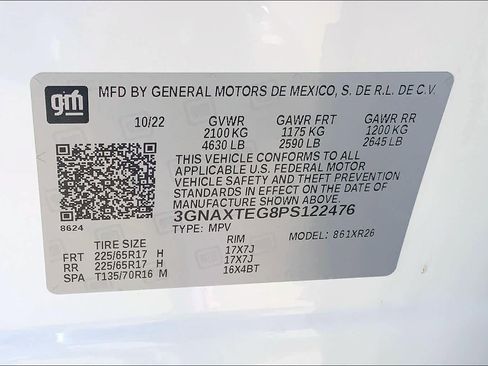 gm
MFD BY GENERAL MOTORS DE MEXICO, S. DE R.L. DE C.V.
10/22 GVWR GAWR FRT GAWR RR
2100 KG 1175 KG 1200 KG
4630 LB 2590 LB 2645 LB
THIS VEHICLE CONFORMS TO ALL
APPLICABLE U.S. FEDERAL MOTOR
VEHICLE SAFETY AND THEFT PREVENTION
STANDARDS IN EFFECT ON THE DATE OF
MANUFACTURE SHOWN ABOVE.
3GNAXTEG8PS122476
8624 TYPE: MPV MODEL: 861XR26
TIRE SIZE RIM
FRT 225/65R17 H 17X7J
RR 225/65R17 H 17X7J
SPA T135/70R16 M 16X4BT